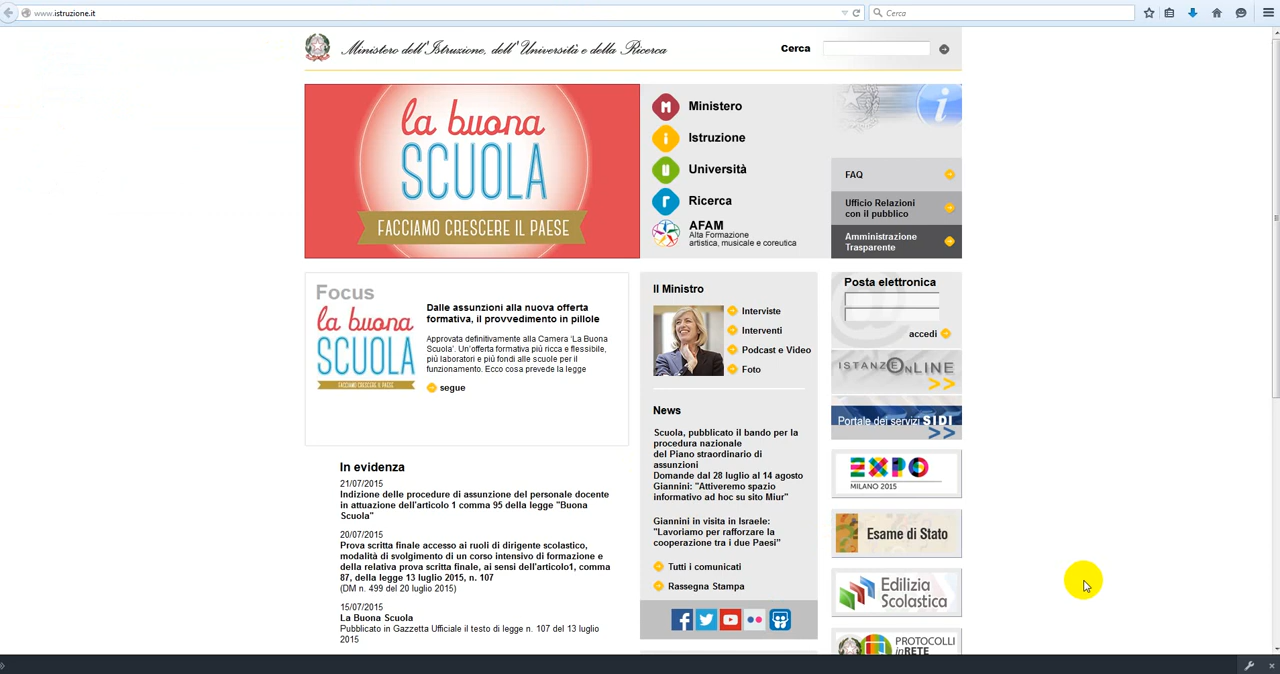 www.istruzione.it
Cerca
Ministero dell'Istruzione, dell'Università e della Ricerca
Cerca
la buona
SCUOLA
FACCIAMO CRESCERE IL PAESE
M Ministero
i Istruzione
U Università
r Ricerca
AFAM
Alta Formazione
artistica, musicale e coreutica
i
FAQ
Ufficio Relazioni
con il pubblico
Amministrazione
Trasparente
Focus
la buona
SCUOLA
FACCIAMO CRESCERE IL PAESE
Dalle assunzioni alla nuova offerta
formativa, il provvedimento in pillole
Approvata definitivamente alla Camera 'La Buona
Scuola'. Un'offerta formativa più ricca e flessibile,
più laboratori e più fondi alle scuole per il
funzionamento. Ecco cosa prevede la legge
segue
In evidenza
21/07/2015
Indizione delle procedure di assunzione del personale docente
in attuazione dell'articolo 1 comma 95 della legge "Buona
Scuola"
20/07/2015
Prova scritta finale accesso ai ruoli di dirigente scolastico,
modalità di svolgimento di un corso intensivo di formazione e
della relativa prova scritta finale, ai sensi dell'articolo1, comma
87, della legge 13 luglio 2015, n. 107
(DM n. 499 del 20 luglio 2015)
15/07/2015
La Buona Scuola
Pubblicato in Gazzetta Ufficiale il testo di legge n. 107 del 13 luglio
2015
Il Ministro
Interviste
Interventi
Podcast e Video
Foto
News
Scuola, pubblicato il bando per la
procedura nazionale
del Piano straordinario di
assunzioni
Domande dal 28 luglio al 14 agosto
Giannini: "Attiveremo spazio
informativo ad hoc su sito Miur"
Giannini in visita in Israele:
"Lavoriamo per rafforzare la
cooperazione tra i due Paesi"
Tutti i comunicati
Rassegna Stampa
Posta elettronica
accedi
ISTANZE ONLINE
>>
Portale dei servizi SIDI
>>
EXPO
MILANO 2015
Esame di Stato
Edilizia
Scolastica
PROTOCOLLI
inRETE